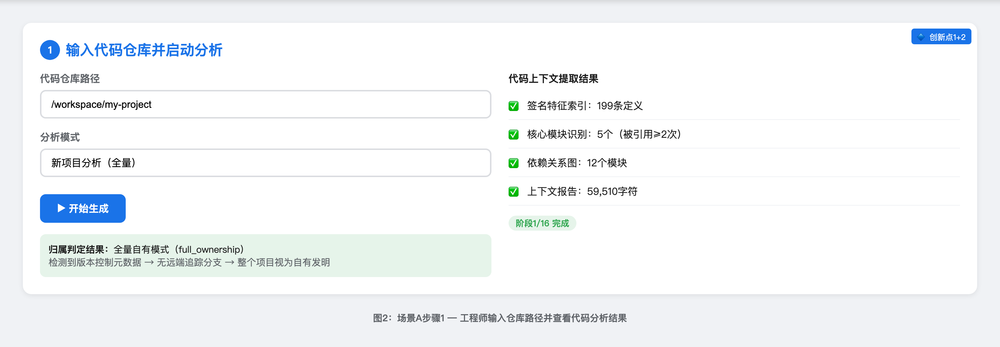 创新点1+2
1 输入代码仓库并启动分析
代码仓库路径
/workspace/my-project
分析模式
新项目分析（全量）
▶ 开始生成
归属判定结果：全量自有模式（full_ownership）
检测到版本控制元数据 → 无远端追踪分支 → 整个项目视为自有发明
代码上下文提取结果
签名特征索引：199条定义
核心模块识别：5个（被引用≥2次）
依赖关系图：12个模块
上下文报告：59,510字符
阶段1/16 完成
图2：场景A步骤1 — 工程师输入仓库路径并查看代码分析结果